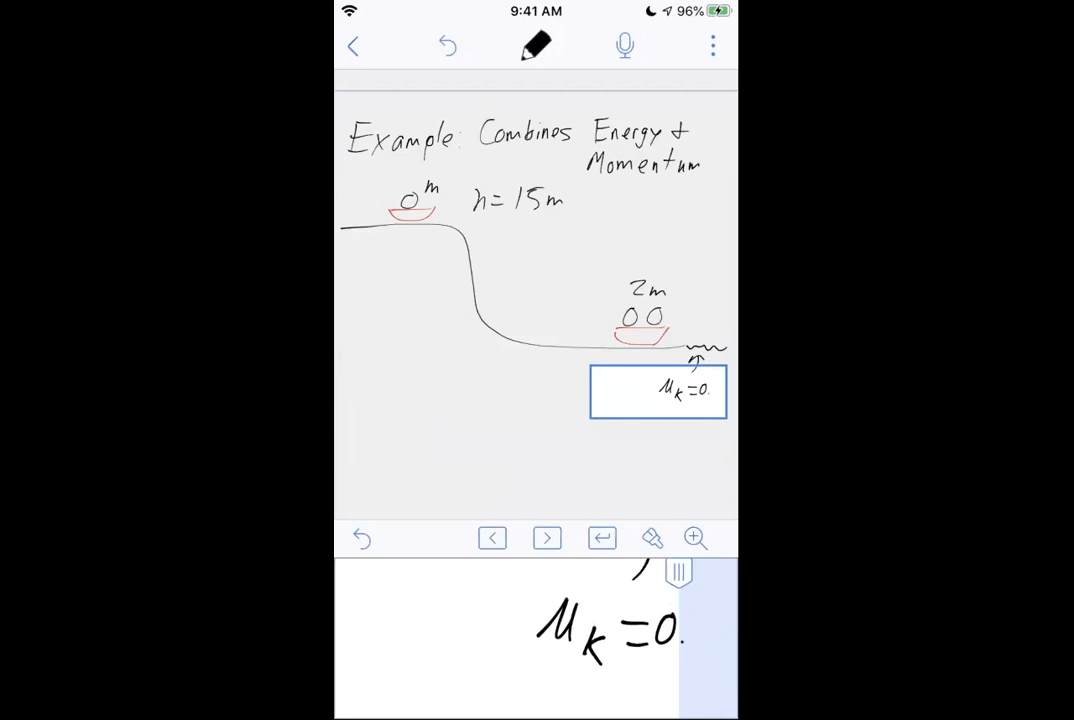 9:41 AM 96%
Example: Combines Energy +
Momentum
m h = 15m
2m
μk = 0.
μk = 0.